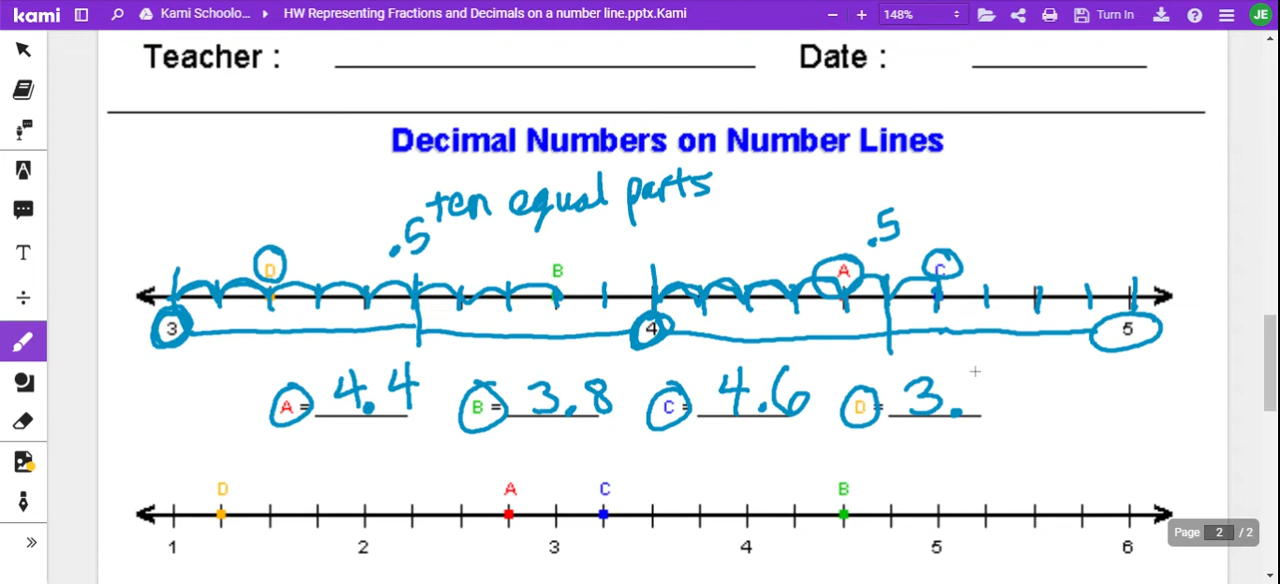 kami Kami Schoolo... HW Representing Fractions and Decimals on a number line.pptx.Kami 148% Turn In JE
Teacher : Date :
Decimal Numbers on Number Lines
ten equal parts
.5 .5
D B A C
3 4 5
A = 4.4 B = 3.8 C = 4.6 D = 3.
D A C B
1 2 3 4 5 6
Page 2 / 2